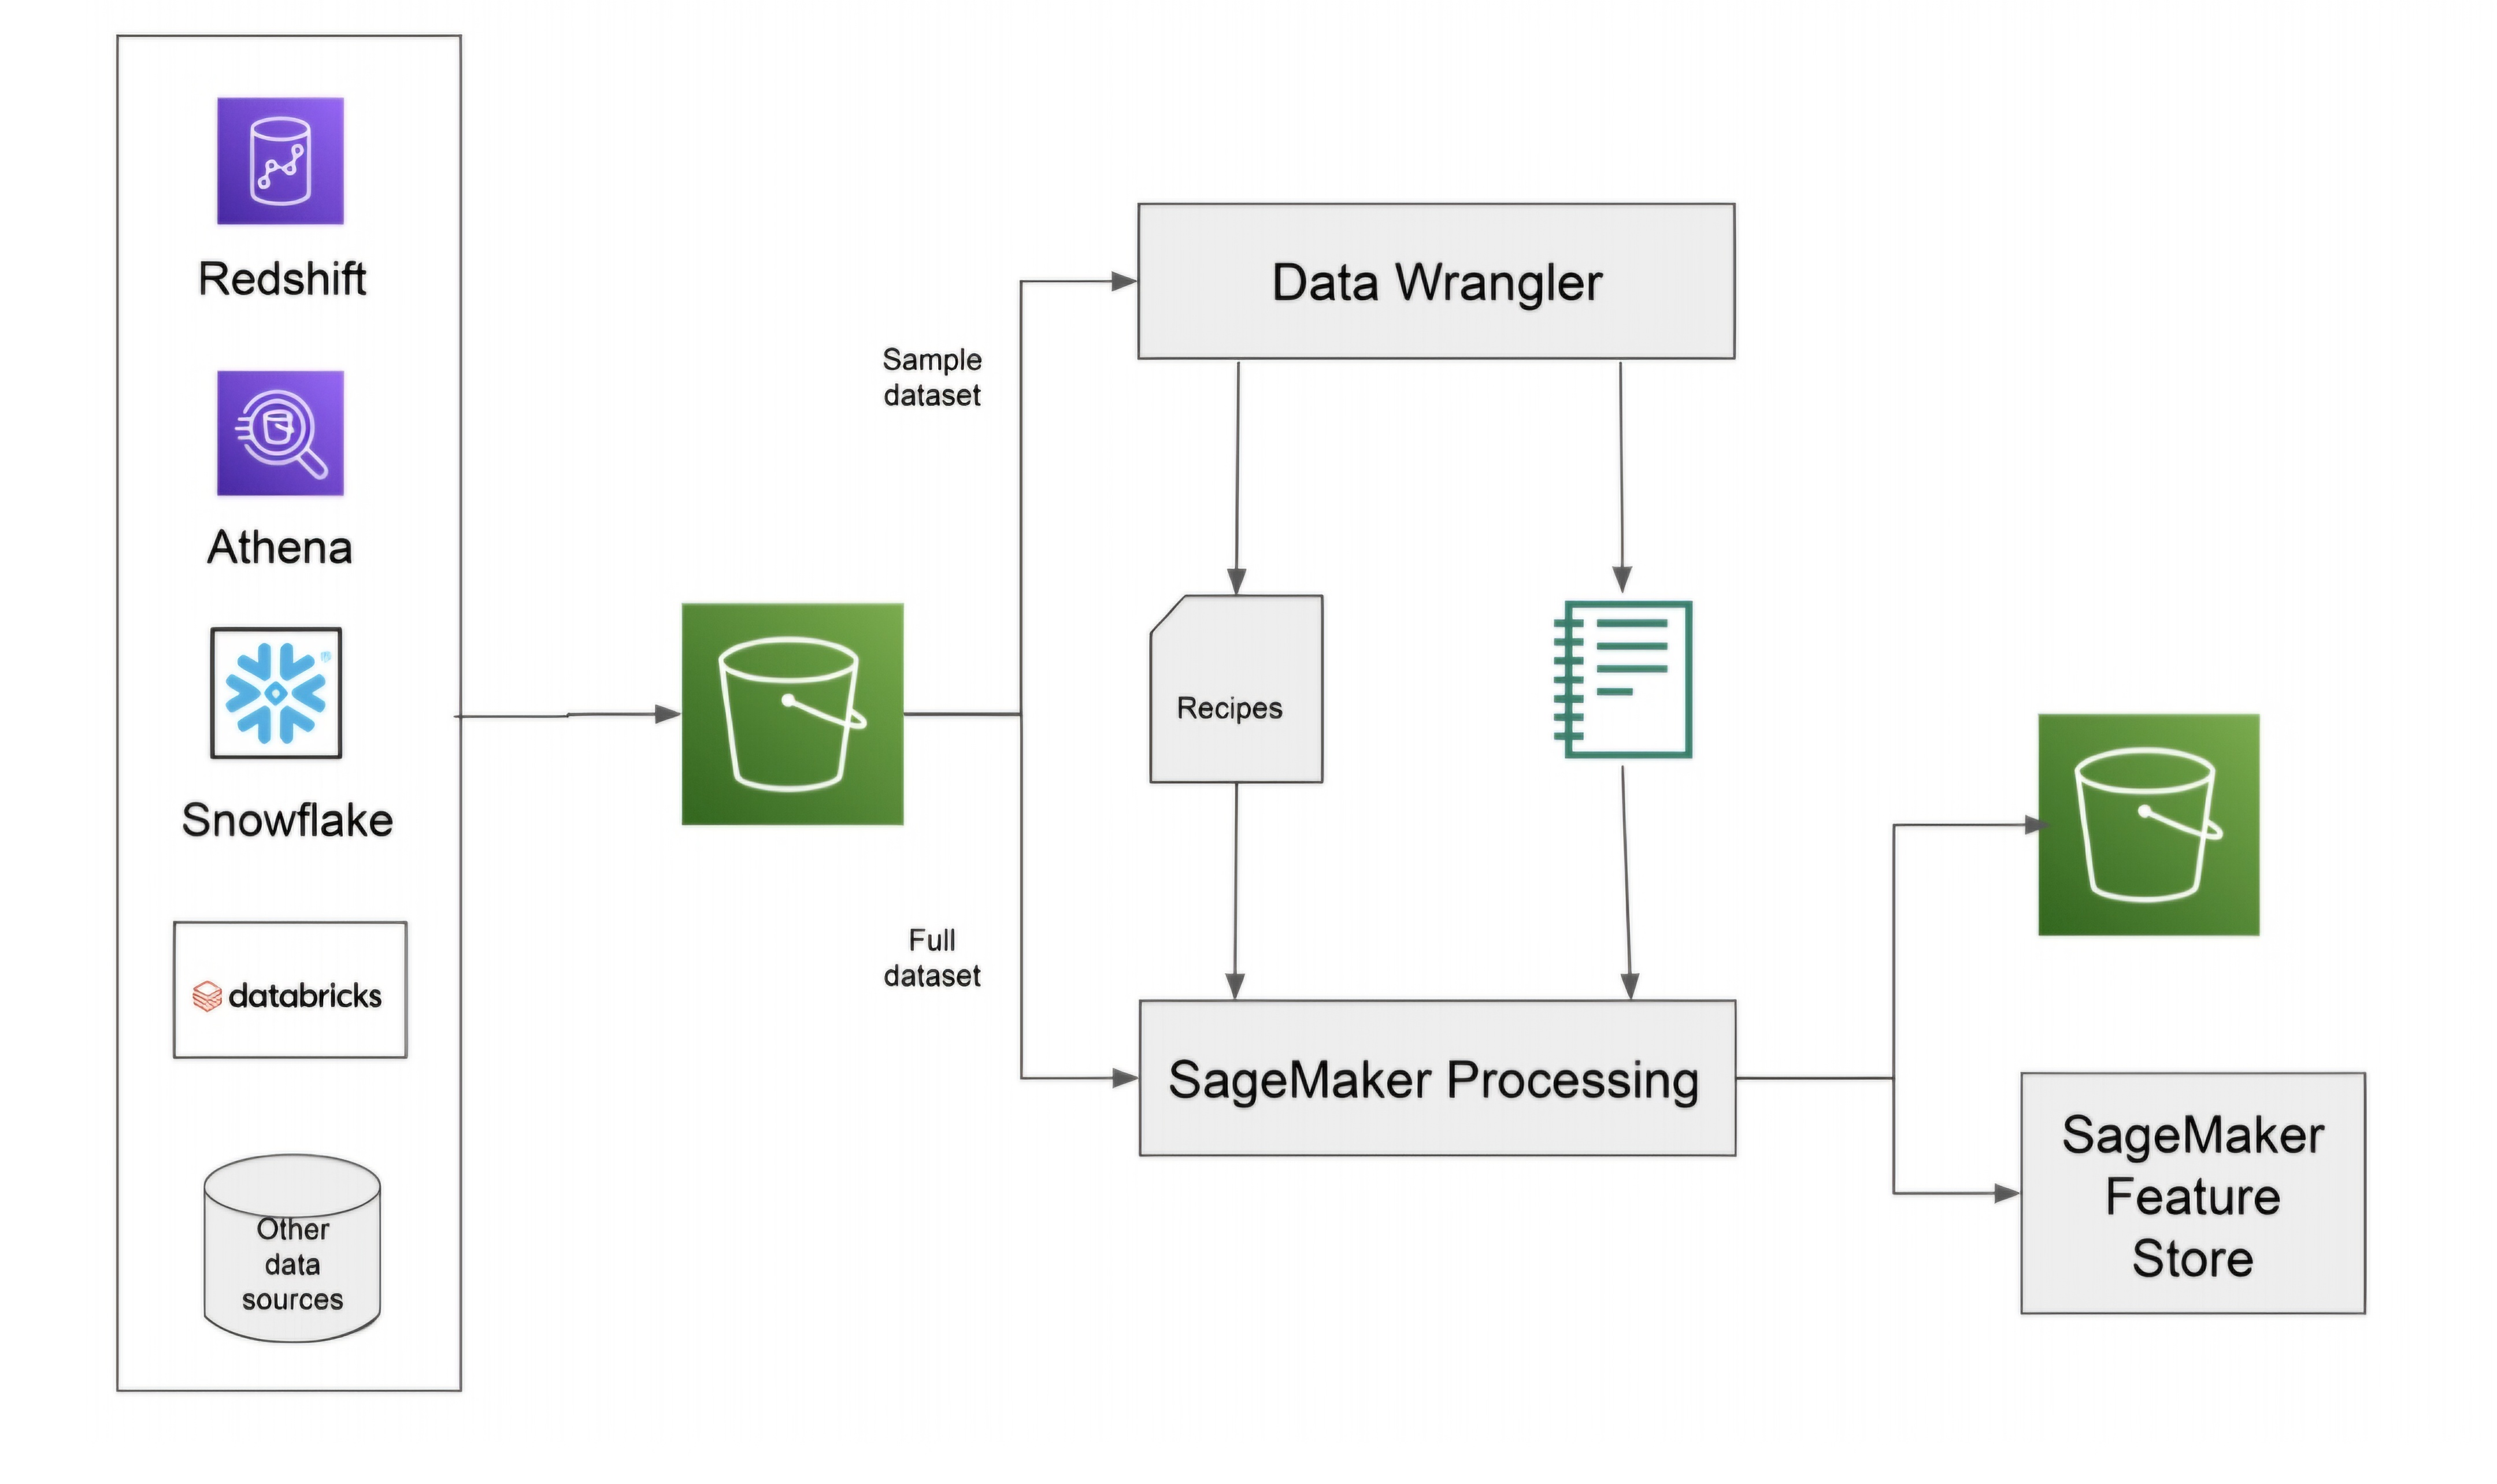 Redshift
Athena
Snowflake
databricks
Other
data
sources
Sample
dataset
Full
dataset
Data Wrangler
Recipes
SageMaker Processing
SageMaker
Feature
Store